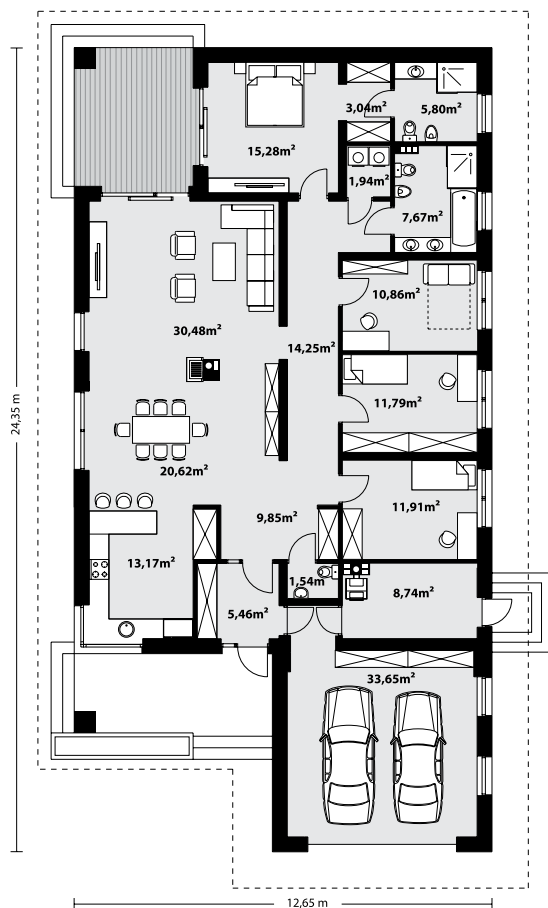 3,04m²
5,80m²
15,28m²
1,94m²
7,67m²
10,86m²
30,48m²
14,25m²
11,79m²
24,35 m
20,62m²
9,85m²
11,91m²
13,17m²
1,54m
5,46m²
8,74m²
33,65m²
12,65 m